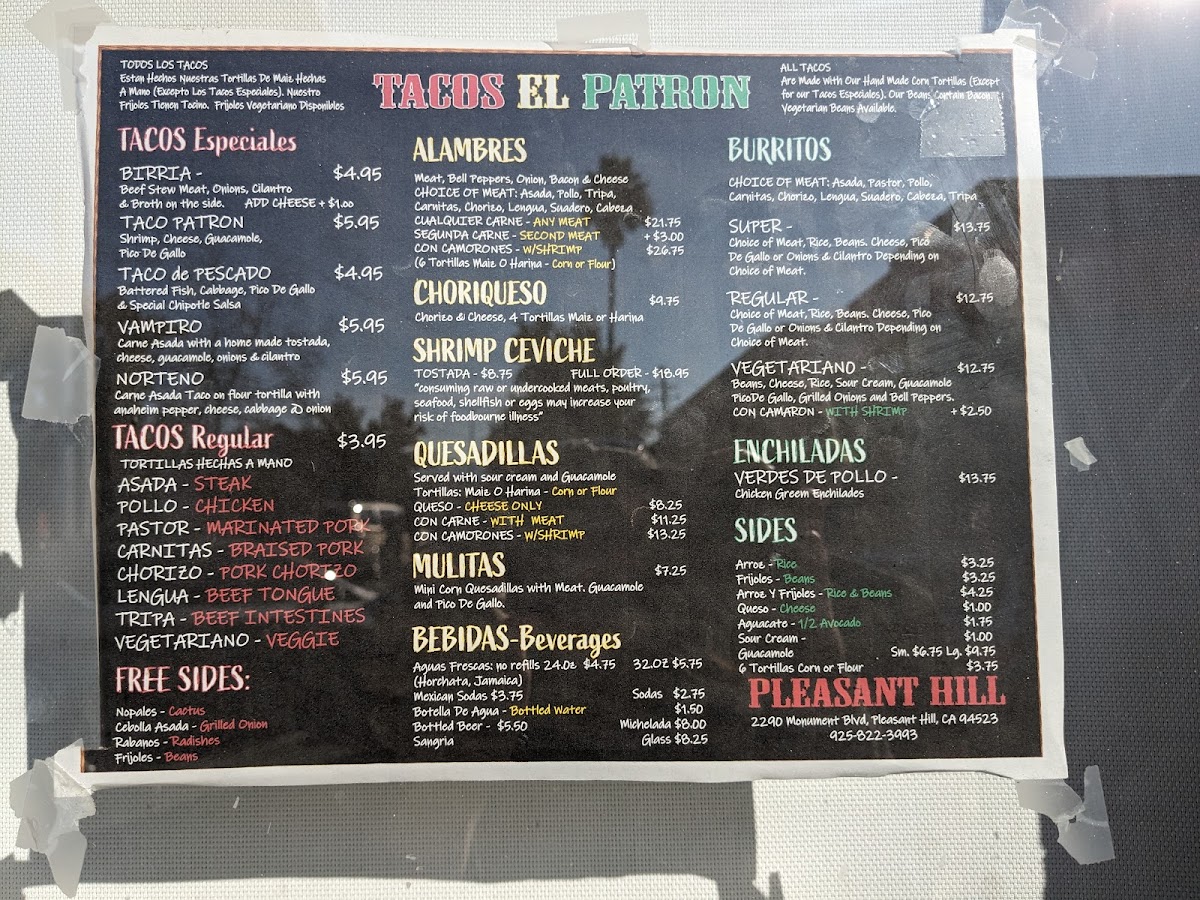 TODOS LOS TACOS
Estan Hechos Nuestras Tortillas De Maiz Hechas
A Mano (Excepto Los Tacos Especiales). Nuestro
Frijoles Tienen Tocino. Frijoles Vegetariano Disponibles
TACOS EL PATRON
ALL TACOS
Are Made with Our Hand Made Corn Tortillas (Except
for our Tacos Especiales). Our Beans Contain Bacon.
Vegetarian Beans Available.
TACOS Especiales
BIRRIA - $4.95
Beef Stew Meat, Onions, Cilantro
& Broth on the side. ADD CHEESE + $1.00
TACO PATRON $5.95
Shrimp, Cheese, Guacamole,
Pico De Gallo
TACO de PESCADO $4.95
Battered Fish, Cabbage, Pico De Gallo
& Special Chipotle Salsa
VAMPIRO $5.95
Carne Asada with a home made tostada,
cheese, guacamole, onions & cilantro
NORTENO $5.95
Carne Asada Taco on flour tortilla with
anaheim pepper, cheese, cabbage & onion
TACOS Regular $3.95
TORTILLAS HECHAS A MANO
ASADA - STEAK
POLLO - CHICKEN
PASTOR - MARINATED PORK
CARNITAS - BRAISED PORK
CHORIZO - PORK CHORIZO
LENGUA - BEEF TONGUE
TRIPA - BEEF INTESTINES
VEGETARIANO - VEGGIE
FREE SIDES:
Nopales - Cactus
Cebolla Asada - Grilled Onion
Rabanos - Radishes
Frijoles - Beans
ALAMBRES
Meat, Bell Peppers, Onion, Bacon & Cheese
CHOICE OF MEAT: Asada, Pollo, Tripa,
Carnitas, Chorizo, Lengua, Suadero, Cabeza
CUALQUIER CARNE - ANY MEAT $21.75
SEGUNDA CARNE - SECOND MEAT + $3.00
CON CAMORONES - W/SHRIMP $26.75
(6 Tortillas Maiz O Harina - Corn or Flour)
CHORIQUESO $9.75
Chorizo & Cheese, 4 Tortillas Maiz or Harina
SHRIMP CEVICHE
TOSTADA - $8.75 FULL ORDER - $18.95
"consuming raw or undercooked meats, poultry,
seafood, shellfish or eggs may increase your
risk of foodbourne illness"
QUESADILLAS
Served with sour cream and Guacamole
Tortillas: Maiz O Harina - Corn or Flour
QUESO - CHEESE ONLY $8.25
CON CARNE - WITH MEAT $11.25
CON CAMORONES - W/SHRIMP $13.25
MULITAS $7.25
Mini Corn Quesadillas with Meat. Guacamole
and Pico De Gallo.
BEBIDAS-Beverages
Aguas Frescas: no refills 24.Oz $4.75 32.OZ $5.75
(Horchata, Jamaica)
Mexican Sodas $3.75 Sodas $2.75
Botella De Agua - Bottled Water $1.50
Bottled Beer - $5.50 Michelada $8.00
Sangria Glass $8.25
BURRITOS
CHOICE OF MEAT: Asada, Pastor, Pollo,
Carnitas, Chorizo, Lengua, Suadero, Cabeza, Tripa
SUPER - $13.75
Choice of Meat, Rice, Beans. Cheese, Pico
De Gallo or Onions & Cilantro Depending on
Choice of Meat.
REGULAR - $12.75
Choice of Meat, Rice, Beans. Cheese, Pico
De Gallo or Onions & Cilantro Depending on
Choice of Meat.
VEGETARIANO - $12.75
Beans, Cheese, Rice, Sour Cream, Guacamole
PicoDe Gallo, Grilled Onions and Bell Peppers.
CON CAMARON - WITH SHRIMP + $2.50
ENCHILADAS
VERDES DE POLLO - $13.75
Chicken Greem Enchilades
SIDES
Arroz - Rice $3.25
Frijoles - Beans $3.25
Arroz Y Frijoles - Rice & Beans $4.25
Queso - Cheese $1.00
Aguacate - 1/2 Avocado $1.75
Sour Cream - $1.00
Guacamole Sm. $6.75 Lg. $9.75
6 Tortillas Corn or Flour $3.75
PLEASANT HILL
2290 Monument Blvd, Pleasant Hill, CA 94523
925-822-3993